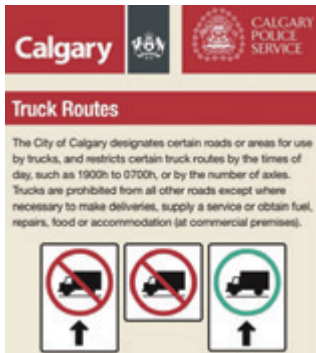 Calgary
CALGARY
POLICE
SERVICE
Truck Routes
The City of Calgary designates certain roads or areas for use
by trucks, and restricts certain truck routes by the times of
day, such as 1900h to 0700h, or by the number of axles.
Trucks are prohibited from all other roads except where
necessary to make deliveries, supply a service or obtain fuel,
repairs, food or accommodation (at commercial premises).